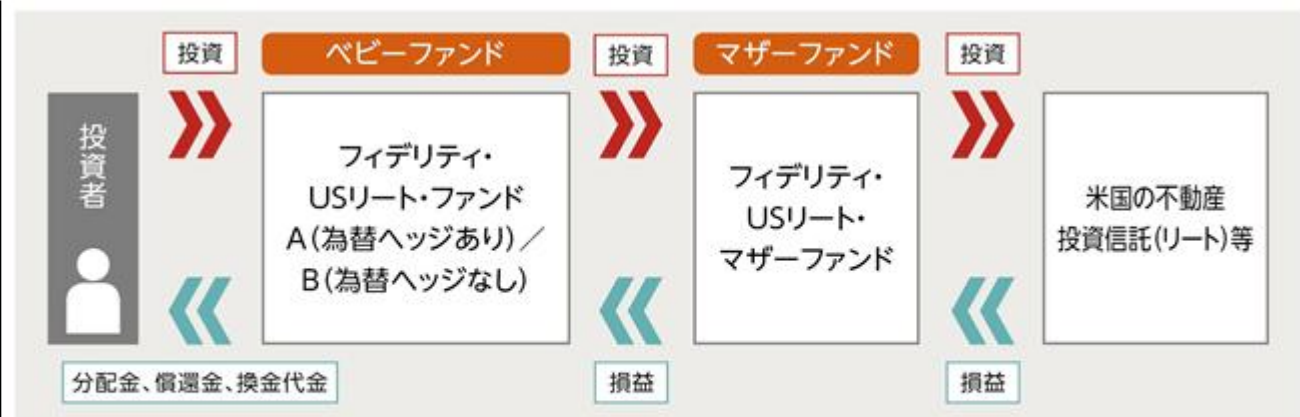 投資
ベビーファンド
投資
マザーファンド
投資
投資者
フィデリティ・
USリート・ファンド
A(為替ヘッジあり)／
B(為替ヘッジなし)
フィデリティ・
USリート・
マザーファンド
米国の不動産
投資信託(リート)等
分配金、償還金、換金代金
損益
損益